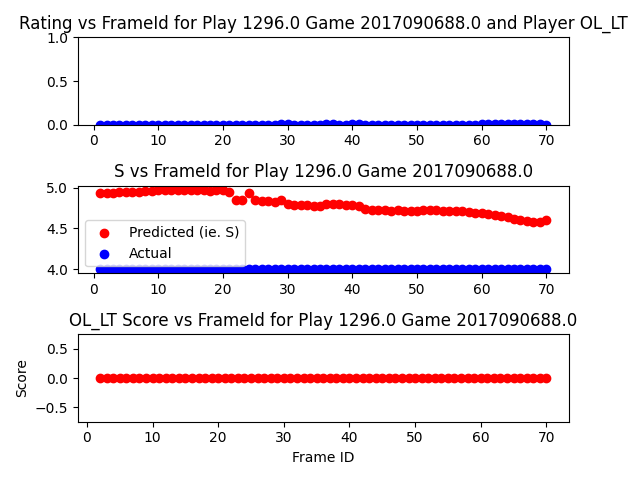 Rating vs FrameId for Play 1296.0 Game 2017090688.0 and Player OL_LT
1.0
0.5
0.0
0 10 20 30 40 50 60 70
S vs FrameId for Play 1296.0 Game 2017090688.0
5.0
4.5
4.0
Predicted (ie. S)
Actual
0 10 20 30 40 50 60 70
OL_LT Score vs FrameId for Play 1296.0 Game 2017090688.0
Score
0.5
0.0
−0.5
0 10 20 30 40 50 60 70
Frame ID